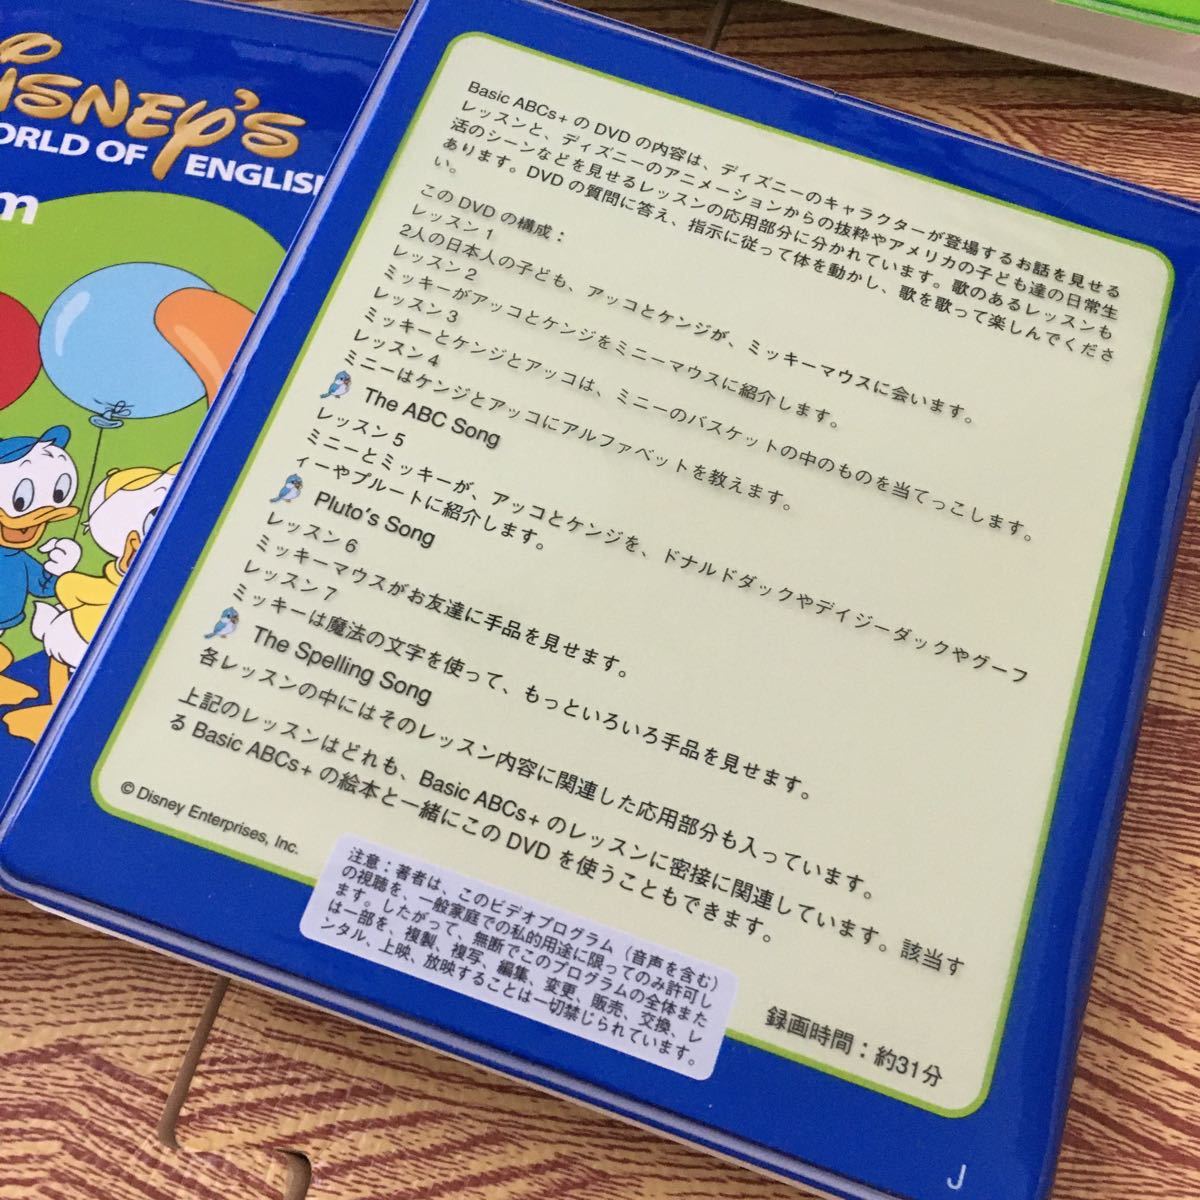 DISNEY'S
ORLD OF ENGLIS
m
Basic ABCs+ の DVD の内容は、ディズニーのキャラクターが登場するお話を見せる
レッスンと、ディズニーのアニメーションからの抜粋やアメリカの子ども達の日常生
活のシーンなどを見せるレッスンの応用部分に分かれています。歌のあるレッスンも
あります。DVD の質問に答え、指示に従って体を動かし、歌を歌って楽しんでくださ
い。
この DVD の構成：
レッスン 1
2人の日本人の子ども、アッコとケンジが、ミッキーマウスに会います。
レッスン 2
ミッキーがアッコとケンジをミニーマウスに紹介します。
レッスン 3
ミッキーとケンジとアッコは、ミニーのバスケットの中のものを当てっこします。
レッスン 4
ミニーはケンジとアッコにアルファベットを教えます。
The ABC Song
レッスン 5
ミニーとミッキーが、アッコとケンジを、ドナルドダックやデイジーダックやグーフ
ィーやプルートに紹介します。
Pluto's Song
レッスン 6
ミッキーマウスがお友達に手品を見せます。
レッスン 7
ミッキーは魔法の文字を使って、もっといろいろ手品を見せます。
The Spelling Song
各レッスンの中にはそのレッスン内容に関連した応用部分も入っています。
上記のレッスンはどれも、Basic ABCs+ のレッスンに密接に関連しています。該当す
る Basic ABCs+ の絵本と一緒にこの DVD を使うこともできます。
© Disney Enterprises, Inc.
注意：著者は、このビデオプログラム（音声を含む）
の視聴を、一般家庭での私的用途に限ってのみ許可し
ます。したがって、無断でこのプログラムの全体また
は一部を、複製、複写、編集、変更、販売、交換、レ
ンタル、上映、放映することは一切禁じられています。
録画時間：約31分
J